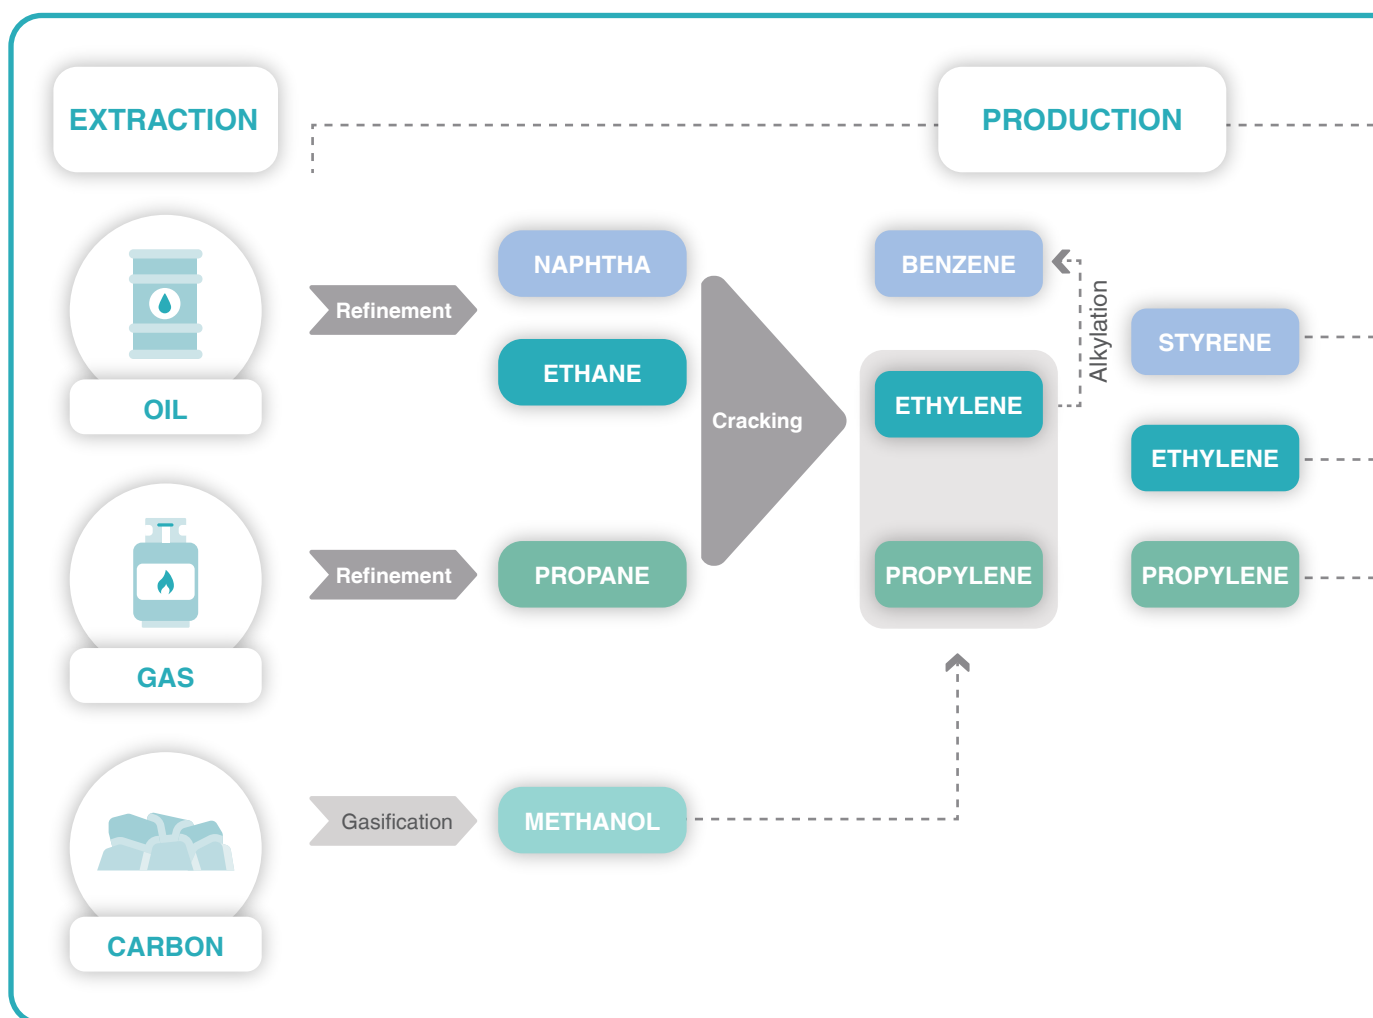 EXTRACTION
PRODUCTION
OIL
Refinement
NAPHTHA
ETHANE
Cracking
BENZENE
ETHYLENE
Alkylation
STYRENE
ETHYLENE
GAS
Refinement
PROPANE
PROPYLENE
PROPYLENE
CARBON
Gasification
METHANOL